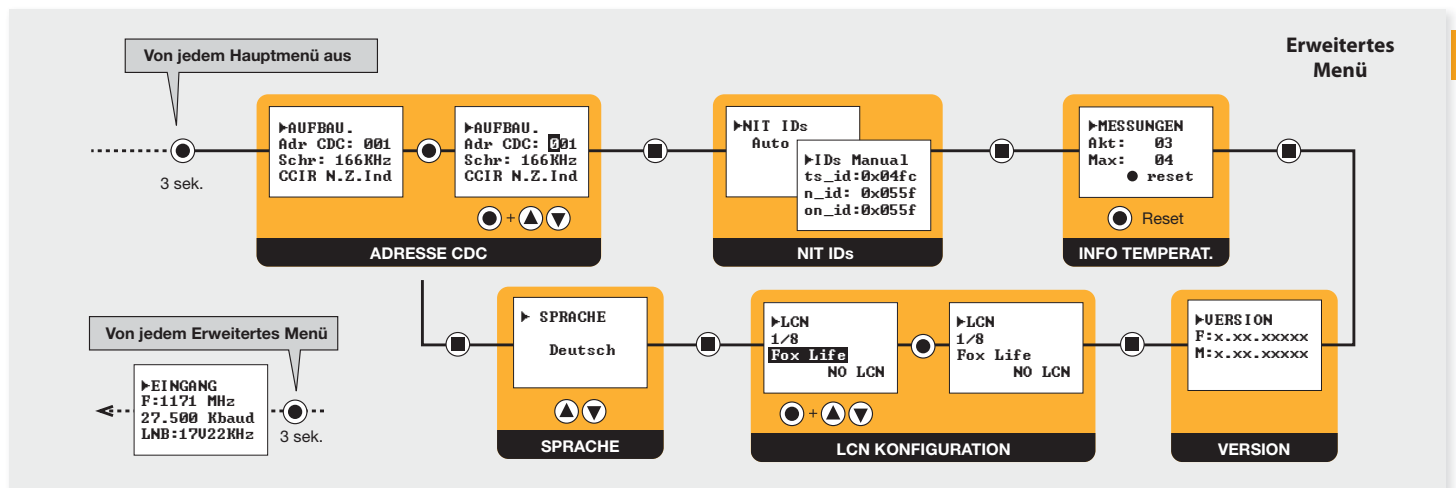 Von jedem Hauptmenü aus
Erweitertes
Menü
3 sek.
▶AUFBAU.
Adr CDC: 001
Schr: 166KHz
CCIR N.Z.Ind
▶AUFBAU.
Adr CDC: 001
Schr: 166KHz
CCIR N.Z.Ind
+
ADRESSE CDC
▶NIT IDs
Auto
▶IDs Manual
ts_id:0x04fc
n_id: 0x055f
on_id:0x055f
NIT IDs
▶MESSUNGEN
Akt: 03
Max: 04
● reset
Reset
INFO TEMPERAT.
Von jedem Erweitertes Menü
▶EINGANG
F:1171 MHz
27.500 Kbaud
LNB:17V22KHz
3 sek.
▶ SPRACHE
Deutsch
SPRACHE
▶LCN
1/8
Fox Life
NO LCN
▶LCN
1/8
Fox Life
NO LCN
+
LCN KONFIGURATION
▶VERSION
F:x.xx.xxxxx
M:x.xx.xxxxx
VERSION